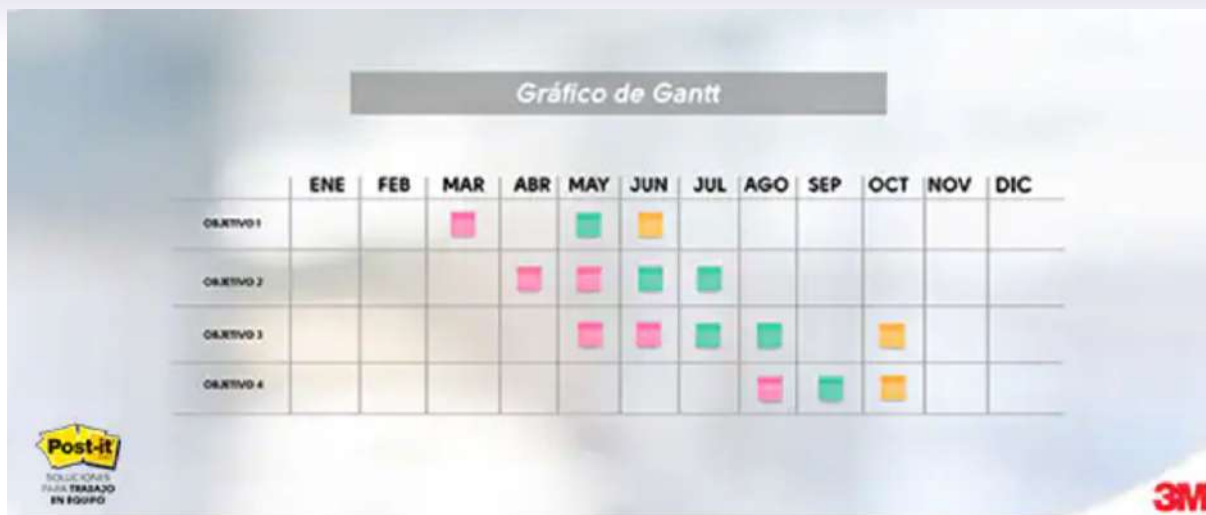 Gráfico de Gantt
ENE FEB MAR ABR MAY JUN JUL AGO SEP OCT NOV DIC
OBJETIVO 1
OBJETIVO 2
OBJETIVO 3
OBJETIVO 4
Post-it
SOLUCIONES
PARA TRABAJO
EN EQUIPO
3M